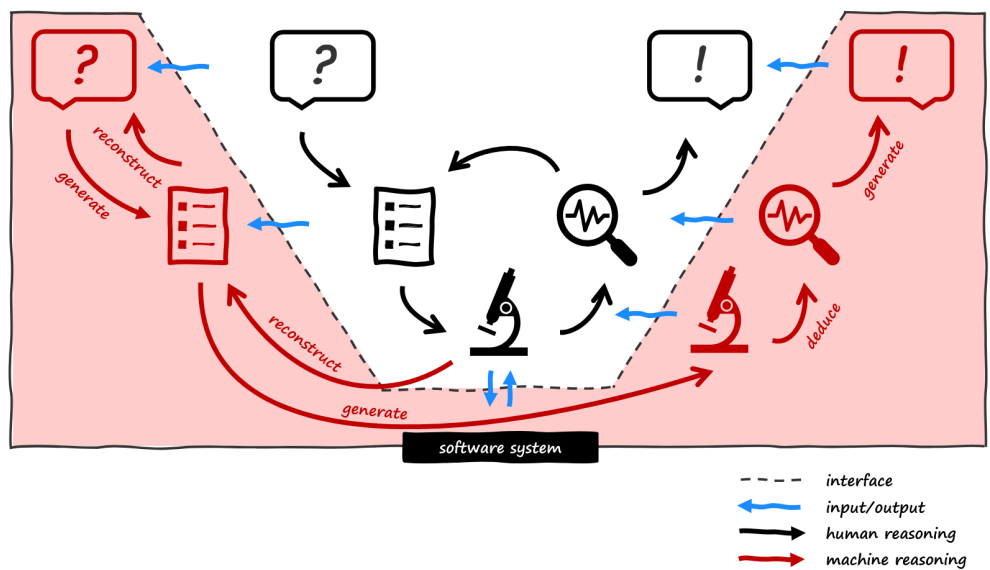 ?
?
!
!
reconstruct
generate
generate
reconstruct
deduce
generate
software system
interface
input/output
human reasoning
machine reasoning